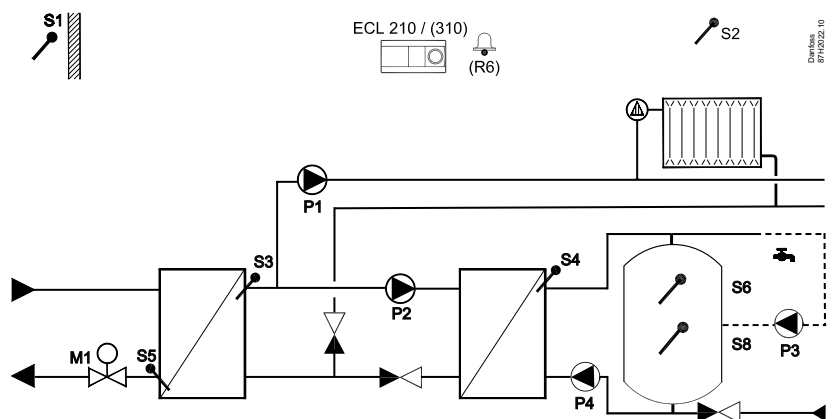 S1
ECL 210 / (310)
(R6)
S2
Danfoss
87H2022.10
P1
S3
S4
P2
S6
S8
P3
M1
S5
P4